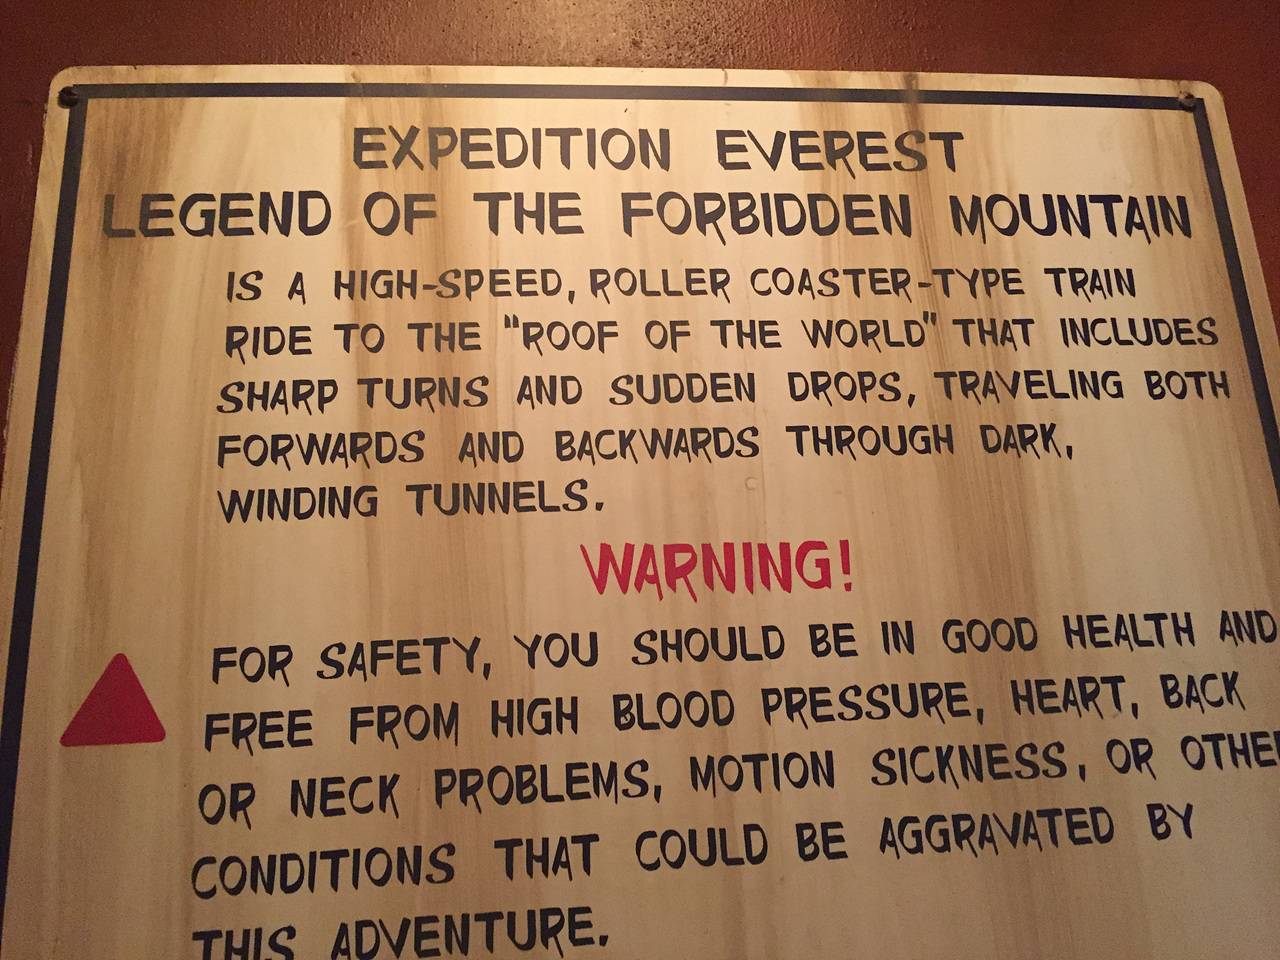 EXPEDITION EVEREST
LEGEND OF THE FORBIDDEN MOUNTAIN
IS A HIGH-SPEED, ROLLER COASTER-TYPE TRAIN
RIDE TO THE "ROOF OF THE WORLD" THAT INCLUDES
SHARP TURNS AND SUDDEN DROPS, TRAVELING BOTH
FORWARDS AND BACKWARDS THROUGH DARK,
WINDING TUNNELS.
WARNING!
FOR SAFETY, YOU SHOULD BE IN GOOD HEALTH AND
FREE FROM HIGH BLOOD PRESSURE, HEART, BACK
OR NECK PROBLEMS, MOTION SICKNESS, OR OTHER
CONDITIONS THAT COULD BE AGGRAVATED BY
THIS ADVENTURE.